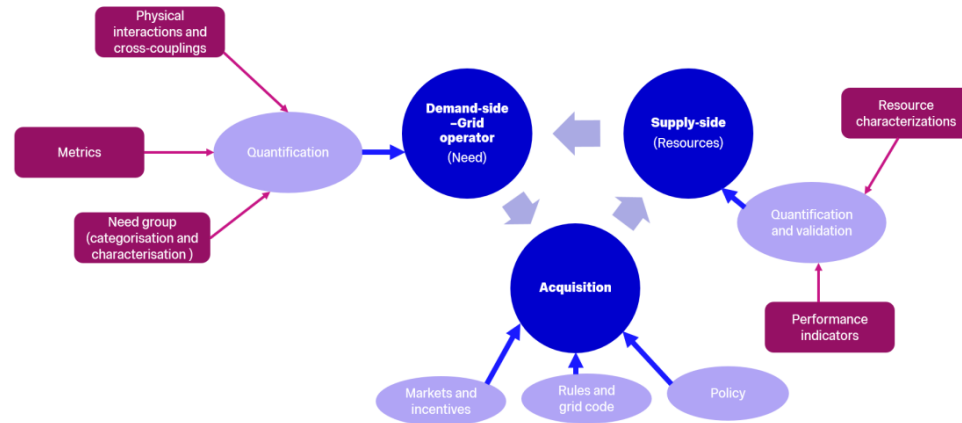 Physical
interactions and
cross-couplings
Metrics
Need group
(categorisation and
characterisation )
Quantification
Demand-side
–Grid
operator
(Need)
Supply-side
(Resources)
Resource
characterizations
Quantification
and validation
Performance
indicators
Acquisition
Markets and
incentives
Rules and
grid code
Policy